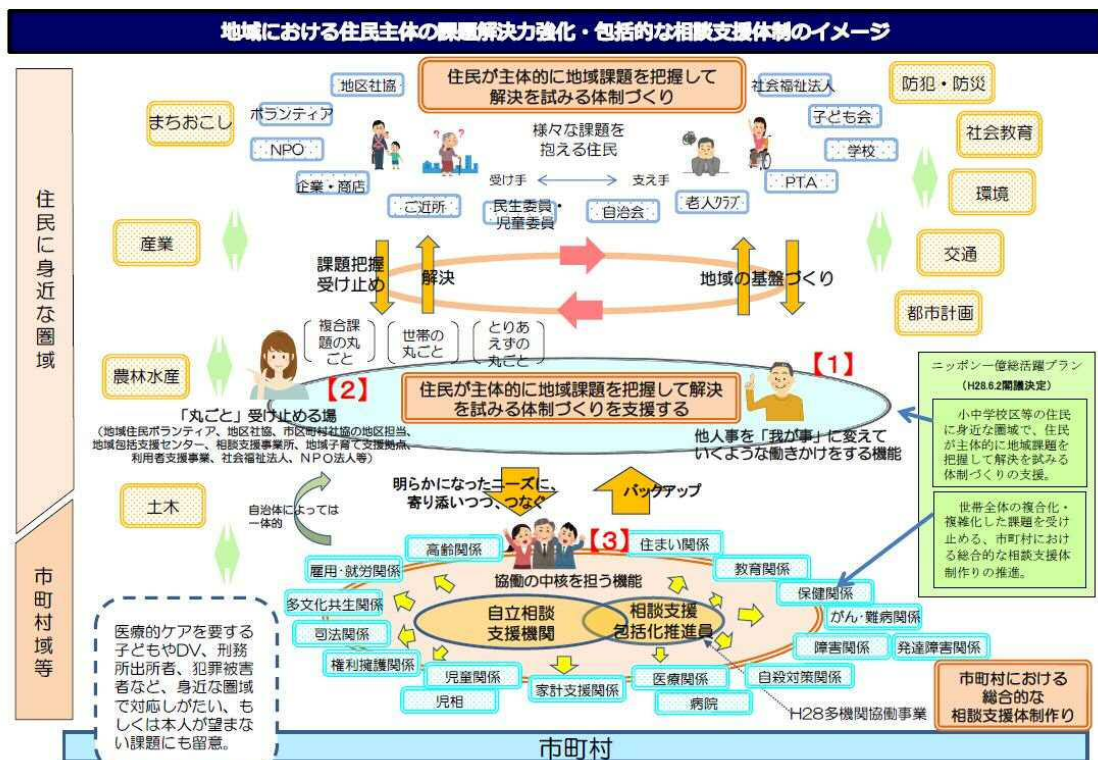 地域における住民主体の課題解決力強化・包括的な相談支援体制のイメージ
住民に身近な圏域
市町村域等
住民が主体的に地域課題を把握して
解決を試みる体制づくり
地区社協
ボランティア
まちおこし
NPO
企業・商店
ご近所
様々な課題を
抱える住民
受け手
支え手
民生委員・
児童委員
自治会
老人クラブ
社会福祉法人
子ども会
学校
PTA
防犯・防災
社会教育
環境
交通
都市計画
産業
農林水産
土木
課題把握
受け止め
解決
地域の基盤づくり
複合課
題の丸
ごと
世帯の
丸ごと
とりあ
えずの
丸ごと
【1】
【2】
住民が主体的に地域課題を把握して解決
を試みる体制づくりを支援する
「丸ごと」受け止める場
(地域住民ボランティア、地区社協、市区町村社協の地区担当、
地域包括支援センター、相談支援事業所、地域子育て支援拠点、
利用者支援事業、社会福祉法人、NPO法人等)
他人事を「我が事」に変えて
いくような働きかけをする機能
ニッポン一億総活躍プラン
(H28.6.2閣議決定)
小中学校区等の住民
に身近な圏域で、住民
が主体的に地域課題を
把握して解決を試みる
体制づくりの支援。
世帯全体の複合化・
複雑化した課題を受け
止める、市町村における
総合的な相談支援体
制作りの推進。
明らかになったニーズに、
寄り添いつつ、つなぐ
バックアップ
自治体によっては
一体的
【3】
協働の中核を担う機能
自立相談
支援機関
相談支援
包括化推進員
高齢関係
雇用・就労関係
多文化共生関係
司法関係
権利擁護関係
児童関係
児相
家計支援関係
医療関係
病院
自殺対策関係
障害関係
発達障害関係
がん・難病関係
保健関係
教育関係
住まい関係
H28多機関協働事業
医療的ケアを要する
子どもやDV、刑務
所出所者、犯罪被害
者など、身近な圏域
で対応しがたい、も
しくは本人が望まな
い課題にも留意。
市町村における
総合的な
相談支援体制作り
市町村